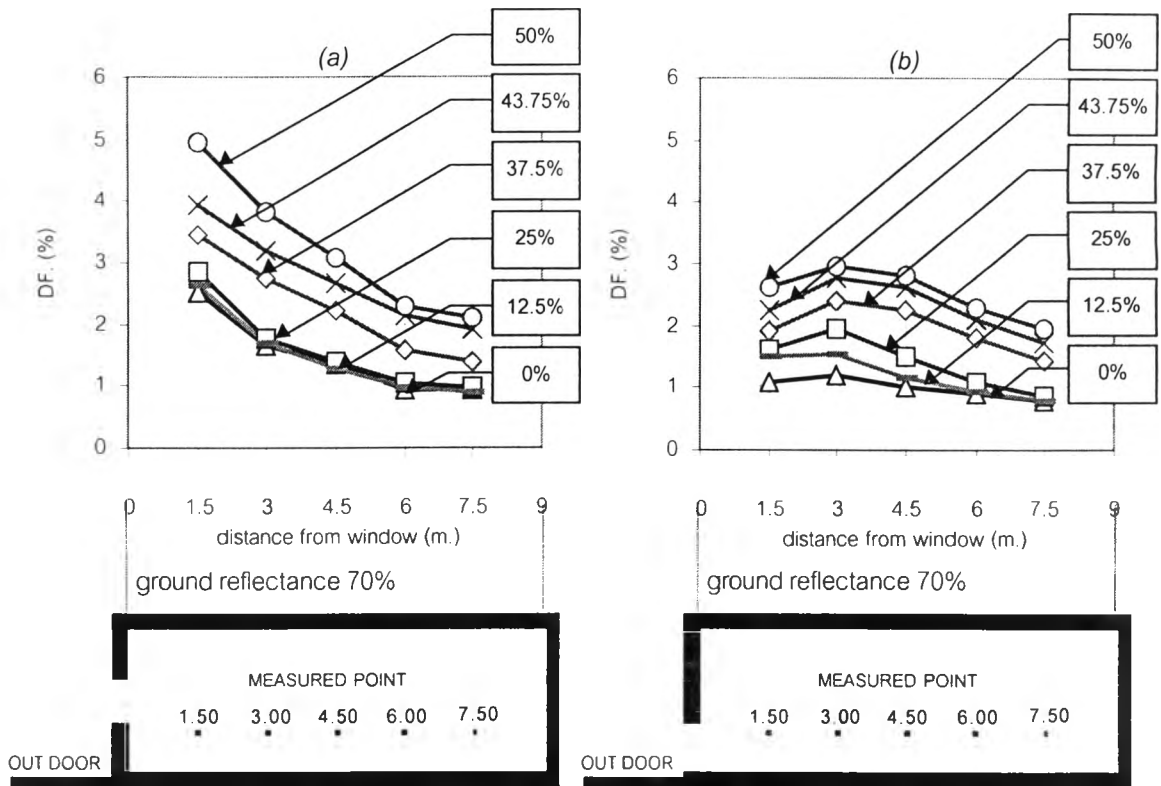 (a)
50%
43.75%
37.5%
25%
12.5%
0%
6
5
4
3
2
1
0
DF. (%)
0 1.5 3 4.5 6 7.5 9
distance from window (m.)
ground reflectance 70%
MEASURED POINT
1.50 3.00 4.50 6.00 7.50
OUT DOOR
(b)
50%
43.75%
37.5%
25%
12.5%
0%
6
5
4
3
2
1
0
DF. (%)
0 1.5 3 4.5 6 7.5 9
distance from window (m.)
ground reflectance 70%
MEASURED POINT
1.50 3.00 4.50 6.00 7.50
OUT DOOR